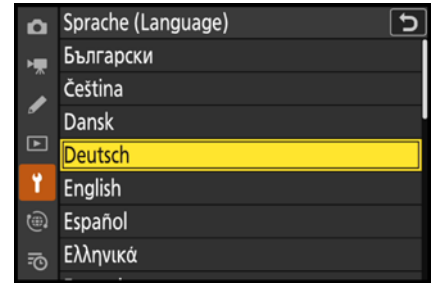 Sprache (Language)
Български
Čeština
Dansk
Deutsch
English
Español
Ελληνικά